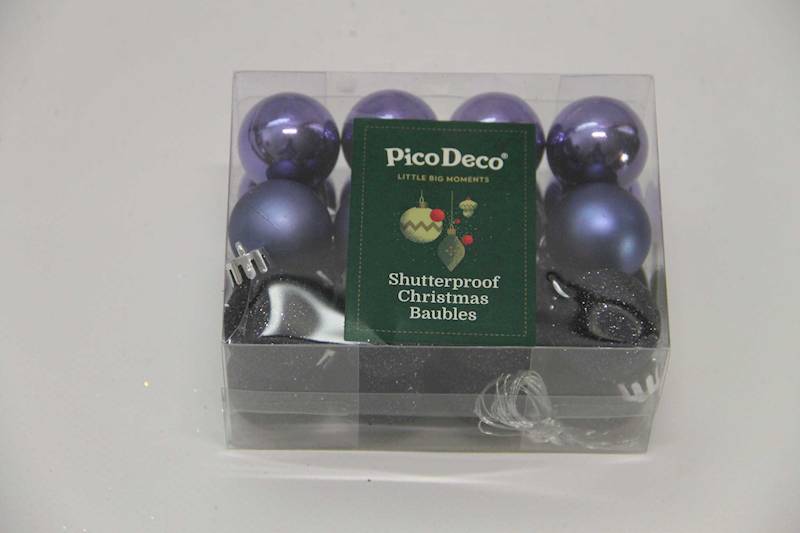 PicoDeco®
LITTLE BIG MOMENTS
Shutterproof
Christmas
Baubles